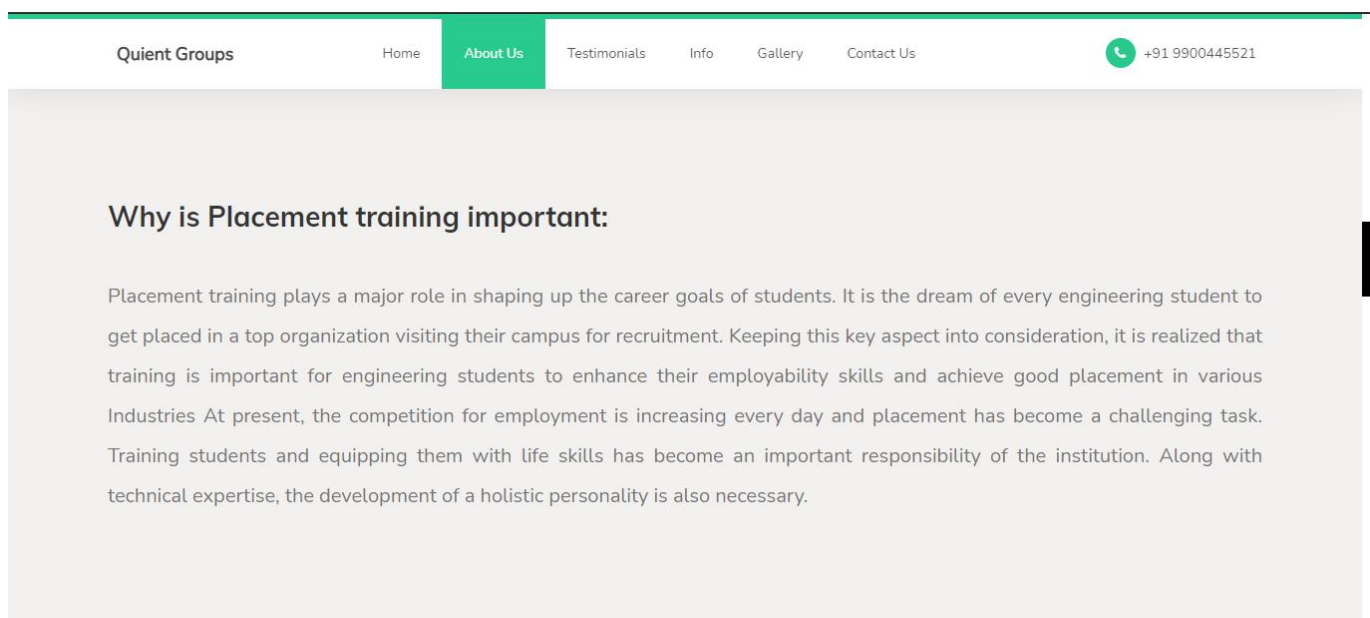 Quient Groups Home About Us Testimonials Info Gallery Contact Us +91 9900445521
Why is Placement training important:
Placement training plays a major role in shaping up the career goals of students. It is the dream of every engineering student to
get placed in a top organization visiting their campus for recruitment. Keeping this key aspect into consideration, it is realized that
training is important for engineering students to enhance their employability skills and achieve good placement in various
Industries At present, the competition for employment is increasing every day and placement has become a challenging task.
Training students and equipping them with life skills has become an important responsibility of the institution. Along with
technical expertise, the development of a holistic personality is also necessary.